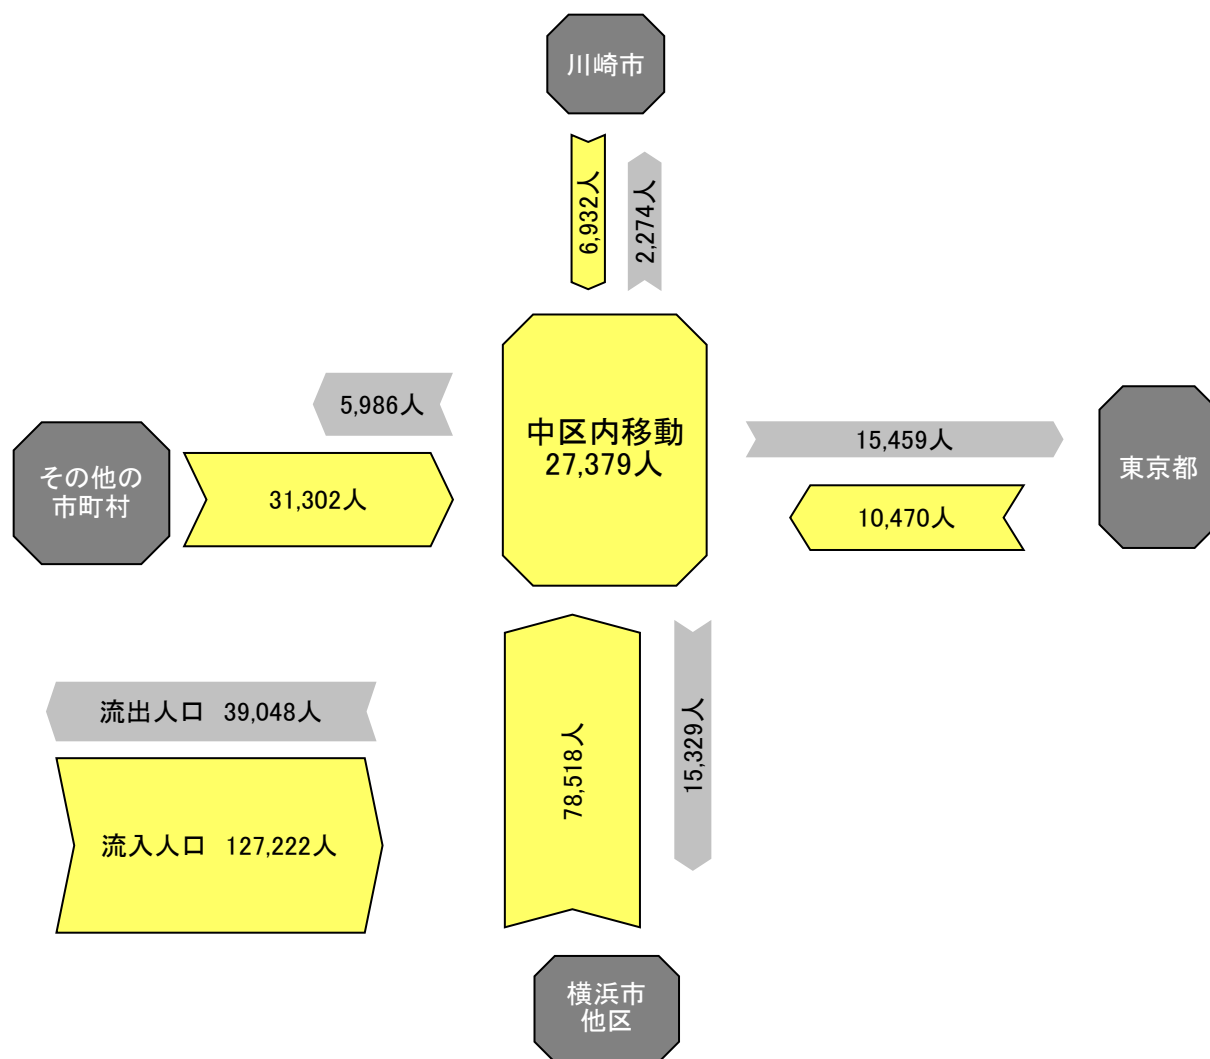 川崎市
6,932人
2,274人
5,986人
その他の
市町村
31,302人
中区内移動
27,379人
15,459人
10,470人
東京都
流出人口 39,048人
流入人口 127,222人
78,518人
15,329人
横浜市
他区